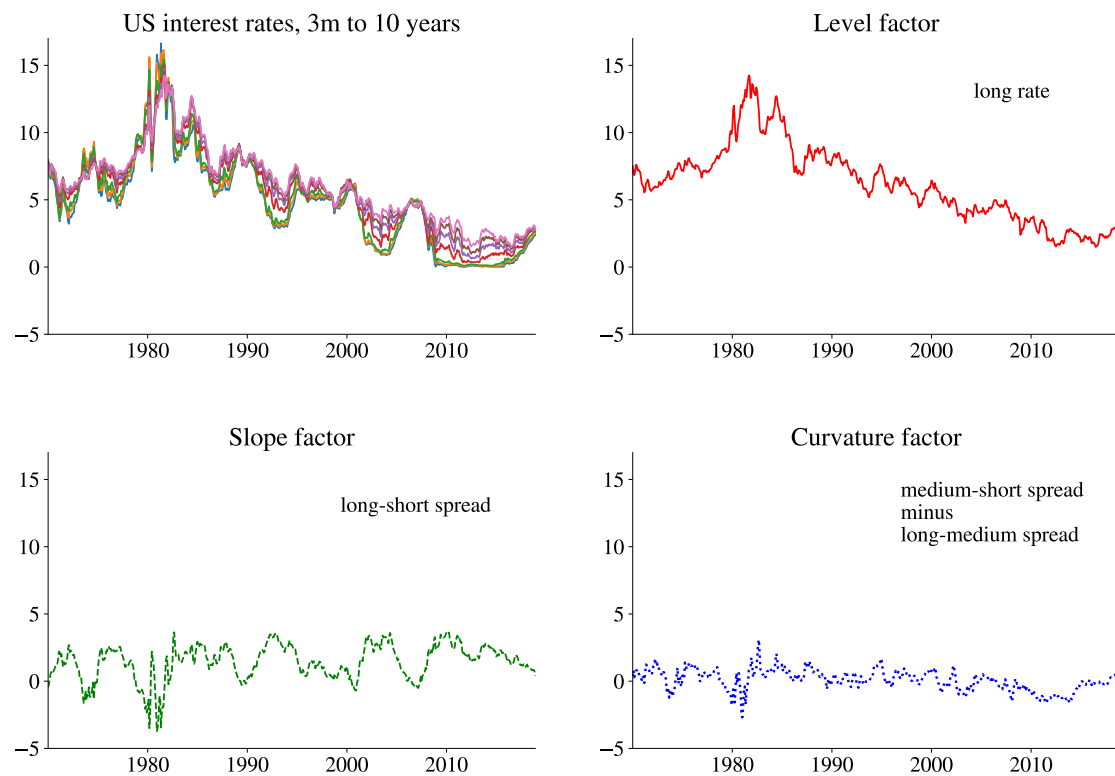 US interest rates, 3m to 10 years
15
10
5
0
−5
1980 1990 2000 2010
Level factor
long rate
15
10
5
0
−5
1980 1990 2000 2010
Slope factor
long-short spread
15
10
5
0
−5
1980 1990 2000 2010
Curvature factor
medium-short spread
minus
long-medium spread
15
10
5
0
−5
1980 1990 2000 2010